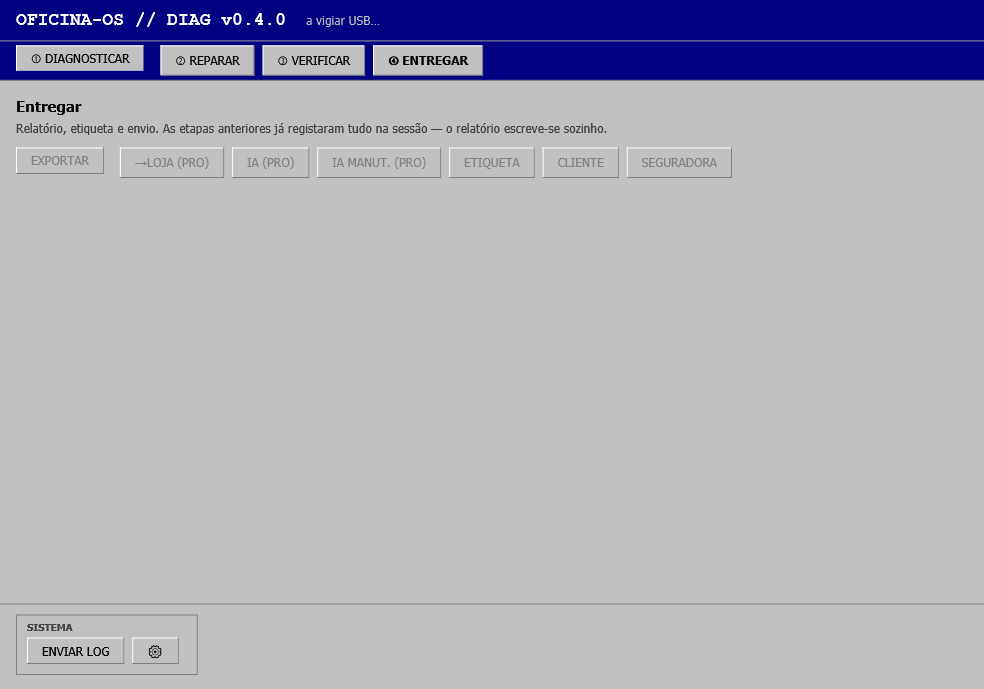 OFICINA-OS // DIAG v0.4.0 a vigiar USB...
① DIAGNOSTICAR ② REPARAR ③ VERIFICAR ④ ENTREGAR
Entregar
Relatório, etiqueta e envio. As etapas anteriores já registaram tudo na sessão — o relatório escreve-se sozinho.
EXPORTAR →LOJA (PRO) IA (PRO) IA MANUT. (PRO) ETIQUETA CLIENTE SEGURADORA
SISTEMA
ENVIAR LOG